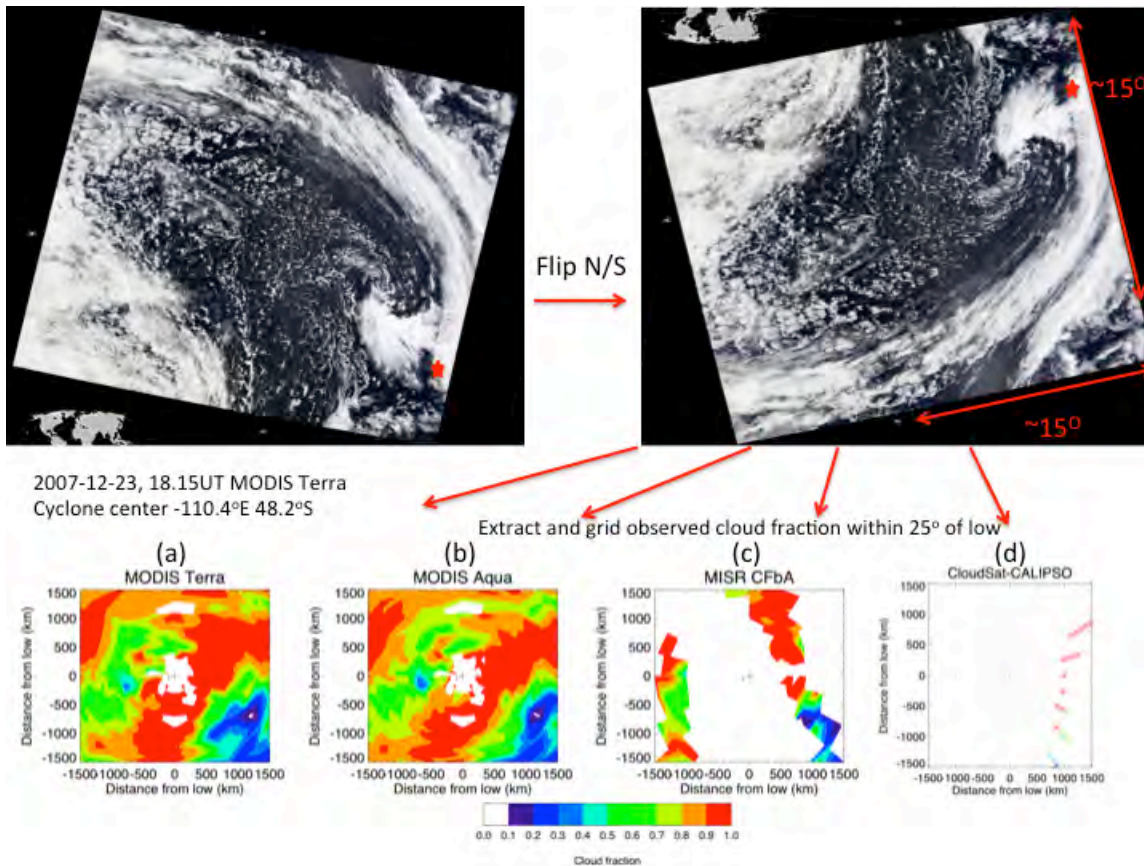 ~15°
Flip N/S
~15°
2007-12-23, 18.15UT MODIS Terra
Cyclone center -110.4°E 48.2°S
Extract and grid observed cloud fraction within 25° of low
(a)
MODIS Terra
(b)
MODIS Aqua
(c)
MISR CFbA
(d)
CloudSat-CALIPSO
Distance from low (km)
1500
1000
500
0
-500
-1000
-1500
-1500 1000 -500 0 500 1000 1500
Distance from low (km)
Distance from low (km)
1500
1000
500
0
-500
-1000
-1500
-1500 1000 -500 0 500 1000 1500
Distance from low (km)
Distance from low (km)
1500
1000
500
0
-500
-1000
-1500
-1500 1000 -500 0 500 1000 1500
Distance from low (km)
Distance from low (km)
1500
1000
500
0
-500
-1000
-1500
-1500 1000 -500 0 500 1000 1500
Distance from low (km)
0.0 0.1 0.2 0.3 0.4 0.5 0.6 0.7 0.8 0.9 1.0
Cloud fraction